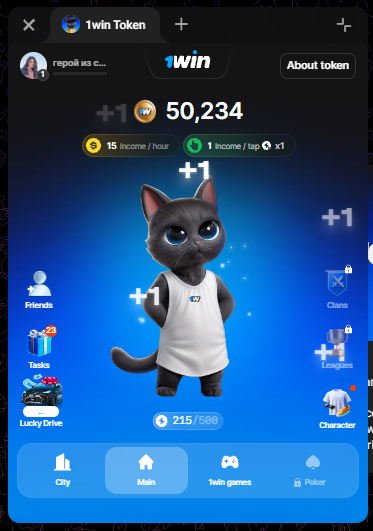 1win Token
герой из с...
1
1win
About token
+1
50,234
15 Income / hour
1 Income / tap x1
+1
+1
+1
Friends
Clans
23
+1
Tasks
Leagues
...
Lucky Drive
Character
215/500
City
Main
1win games
Poker